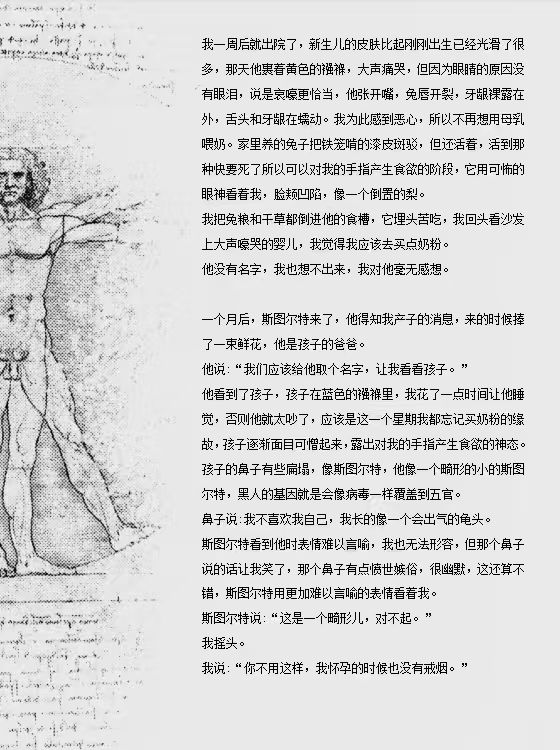 我一周后就出院了，新生儿的皮肤比起刚刚出生已经光滑了很
多，那天他裹着黄色的襁褓，大声痛哭，但因为眼睛的原因没
有眼泪，说是哀嚎更恰当，他张开嘴，兔唇开裂，牙龈裸露在
外，舌头和牙龈在蠕动。我为此感到恶心，所以不再想用母乳
喂奶。家里养的兔子把铁笼啃的漆皮斑驳，但还活着，活到那
种快要死了所以可以对我的手指产生食欲的阶段，它用可怖的
眼神看着我，脸颊凹陷，像一个倒置的梨。
我把兔粮和干草都倒进他的食槽，它埋头苦吃，我回头看沙发
上大声嚎哭的婴儿，我觉得我应该去买点奶粉。
他没有名字，我也想不出来，我对他毫无感想。
一个月后，斯图尔特来了，他得知我产子的消息，来的时候捧
了一束鲜花，他是孩子的爸爸。
他说：“我们应该给他取个名字，让我看看孩子。”
他看到了孩子，孩子在蓝色的襁褓里，我花了一点时间让他睡
觉，否则他就太吵了，应该是这一个星期我都忘记买奶粉的缘
故，孩子逐渐面目可憎起来，露出对我的手指产生食欲的神态。
孩子的鼻子有些扁塌，像斯图尔特，他像一个畸形的小的斯图
尔特，黑人的基因就是会像病毒一样覆盖到五官。
鼻子说：我不喜欢我自己，我长的像一个会出气的龟头。
斯图尔特看到他时表情难以言喻，我也无法形容，但那个鼻子
说的话让我笑了，那个鼻子有点愤世嫉俗，很幽默，这还算不
错，斯图尔特用更加难以言喻的表情看着我。
斯图尔特说：“这是一个畸形儿，对不起。”
我摇头。
我说：“你不用这样，我怀孕的时候也没有戒烟。”